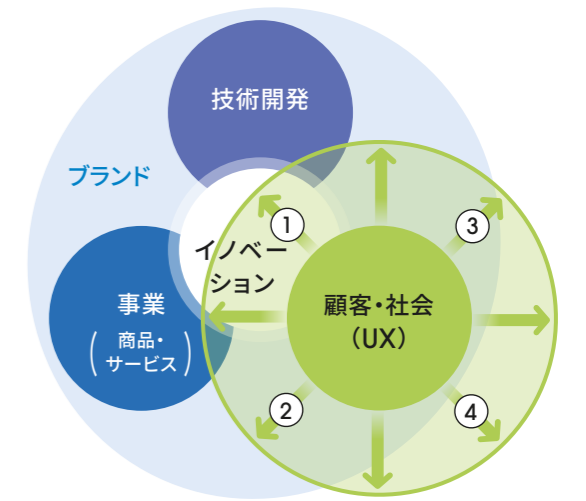 技術開発
ブランド
①
③
イノベー
ション
事業
(商品・
サービス)
顧客・社会
(UX)
②
④